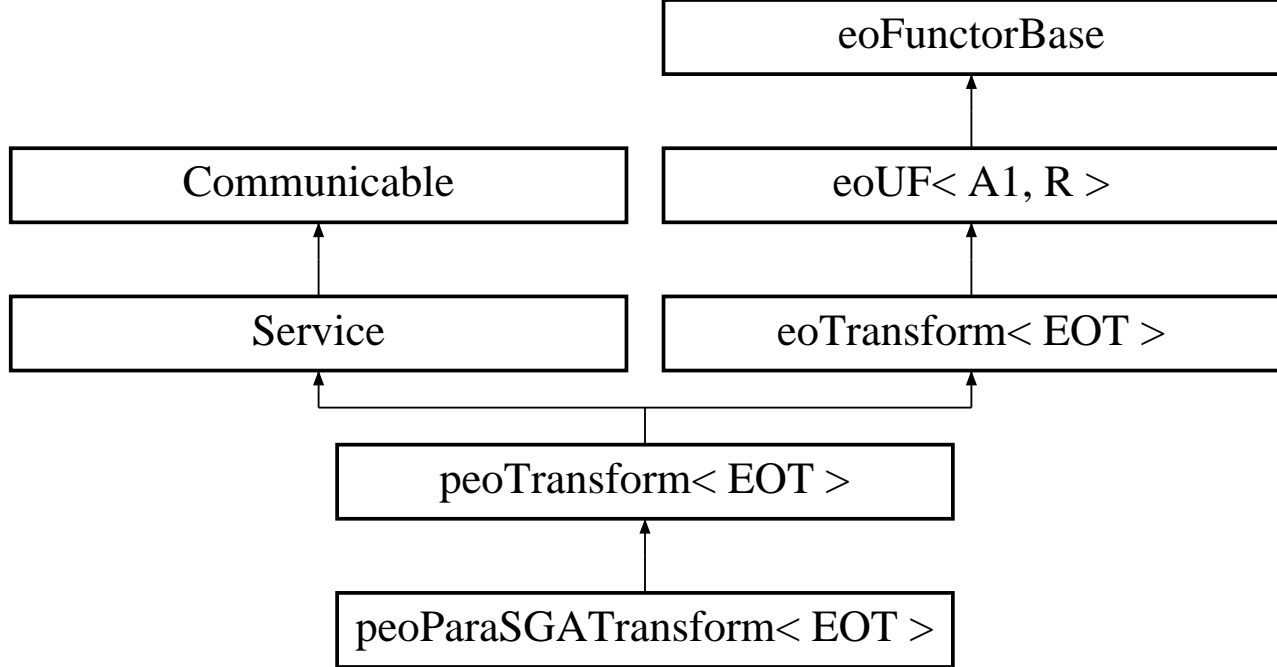 eoFunctorBase
Communicable
eoUF< A1, R >
Service
eoTransform< EOT >
peoTransform< EOT >
peoParaSGATransform< EOT >